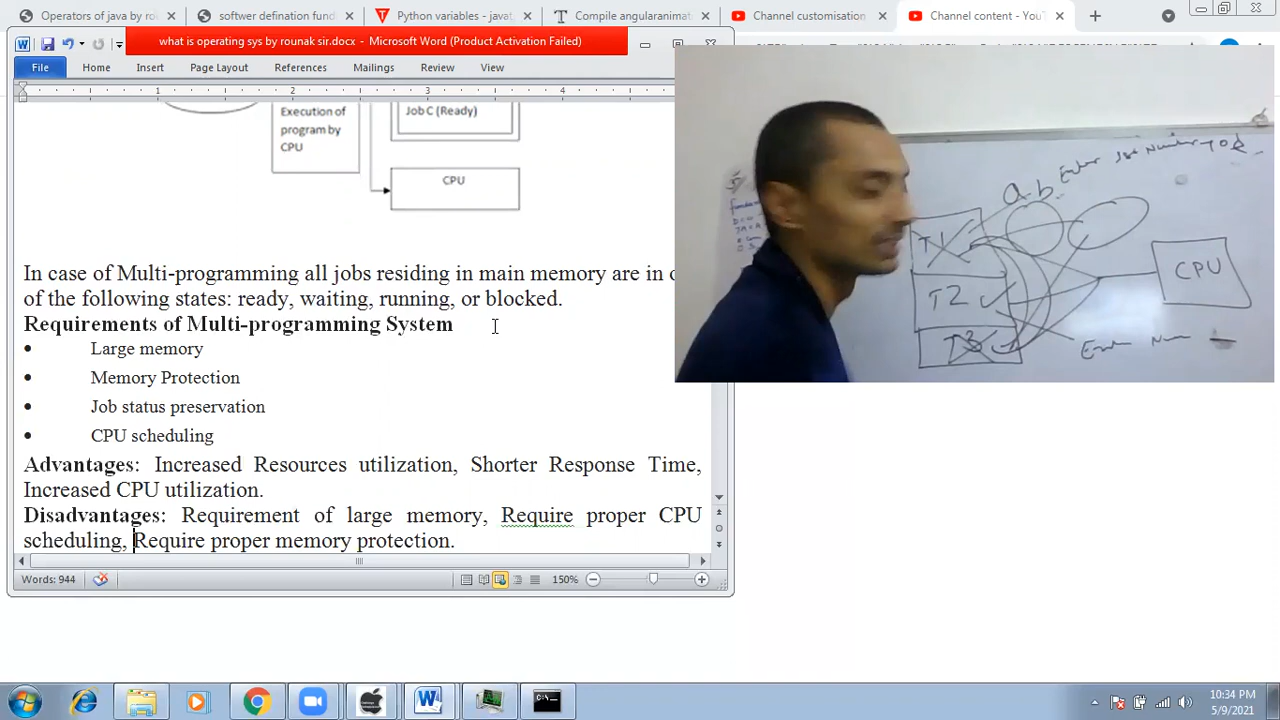 Operators of java by ro
softwer defination fund
Python variables - javat
Compile angularanimat
Channel customisation
Channel content - YouT
what is operating sys by rounak sir.docx - Microsoft Word (Product Activation Failed)
File Home Insert Page Layout References Mailings Review View
1 2 3 4
Execution of
program by
CPU
Job C (Ready)
CPU
In case of Multi-programming all jobs residing in main memory are in o
of the following states: ready, waiting, running, or blocked.
Requirements of Multi-programming System
• Large memory
• Memory Protection
• Job status preservation
• CPU scheduling
Advantages: Increased Resources utilization, Shorter Response Time,
Increased CPU utilization.
Disadvantages: Requirement of large memory, Require proper CPU
scheduling, Require proper memory protection.
Words: 944
150%
a b
Enter Number
T1
T2
T3
CPU
10:34 PM
5/9/2021